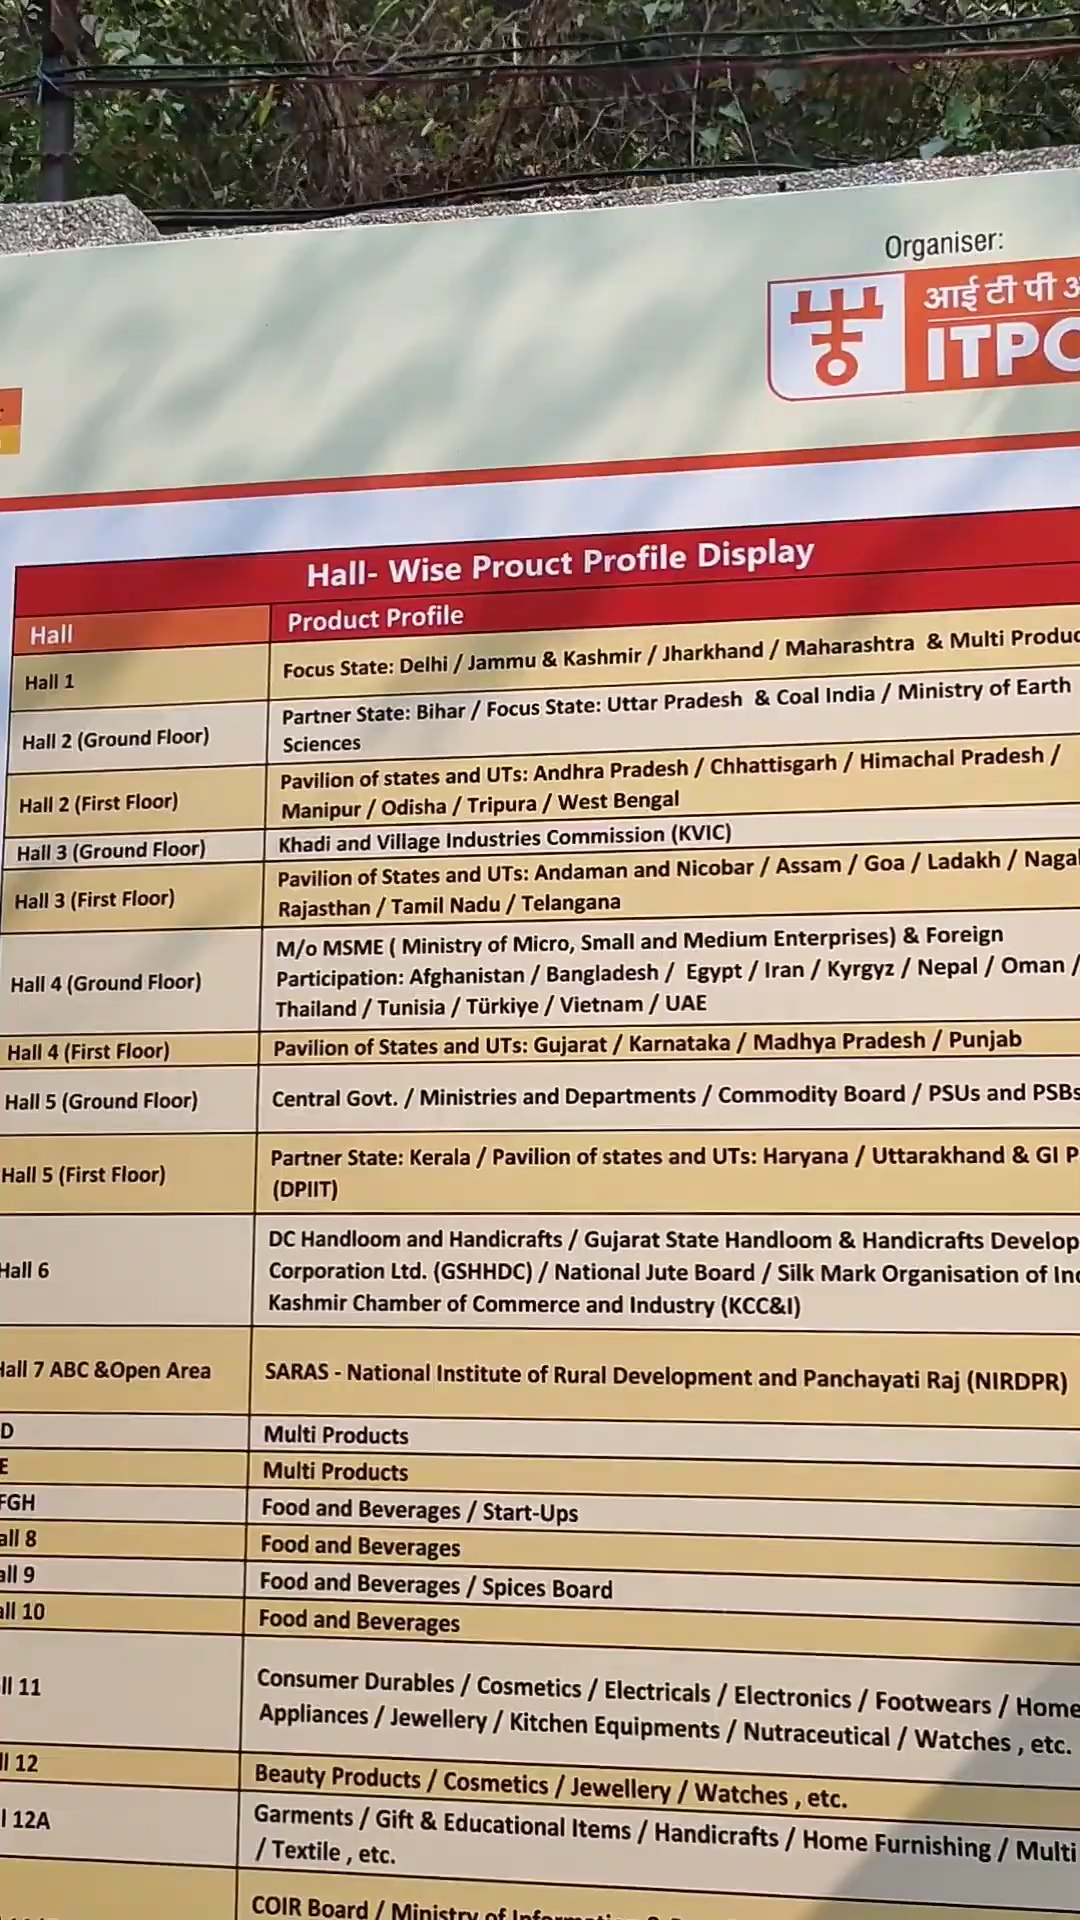 Organiser:
आई टी पी
ITPO
Hall- Wise Prouct Profile Display
Hall
Product Profile
Hall 1
Focus State: Delhi / Jammu & Kashmir / Jharkhand / Maharashtra & Multi Produc
Hall 2 (Ground Floor)
Partner State: Bihar / Focus State: Uttar Pradesh & Coal India / Ministry of Earth
Sciences
Hall 2 (First Floor)
Pavilion of states and UTs: Andhra Pradesh / Chhattisgarh / Himachal Pradesh /
Manipur / Odisha / Tripura / West Bengal
Hall 3 (Ground Floor)
Khadi and Village Industries Commission (KVIC)
Hall 3 (First Floor)
Pavilion of States and UTs: Andaman and Nicobar / Assam / Goa / Ladakh / Nagal
Rajasthan / Tamil Nadu / Telangana
Hall 4 (Ground Floor)
M/o MSME ( Ministry of Micro, Small and Medium Enterprises) & Foreign
Participation: Afghanistan / Bangladesh / Egypt / Iran / Kyrgyz / Nepal / Oman /
Thailand / Tunisia / Türkiye / Vietnam / UAE
Hall 4 (First Floor)
Pavilion of States and UTs: Gujarat / Karnataka / Madhya Pradesh / Punjab
Hall 5 (Ground Floor)
Central Govt. / Ministries and Departments / Commodity Board / PSUs and PSBs
Hall 5 (First Floor)
Partner State: Kerala / Pavilion of states and UTs: Haryana / Uttarakhand & GI P
(DPIIT)
Hall 6
DC Handloom and Handicrafts / Gujarat State Handloom & Handicrafts Develop
Corporation Ltd. (GSHHDC) / National Jute Board / Silk Mark Organisation of Ind
Kashmir Chamber of Commerce and Industry (KCC&I)
Hall 7 ABC &Open Area
SARAS - National Institute of Rural Development and Panchayati Raj (NIRDPR)
D
Multi Products
E
Multi Products
FGH
Food and Beverages / Start-Ups
all 8
Food and Beverages
all 9
Food and Beverages / Spices Board
all 10
Food and Beverages
ll 11
Consumer Durables / Cosmetics / Electricals / Electronics / Footwears / Home
Appliances / Jewellery / Kitchen Equipments / Nutraceutical / Watches , etc.
ll 12
Beauty Products / Cosmetics / Jewellery / Watches , etc.
l 12A
Garments / Gift & Educational Items / Handicrafts / Home Furnishing / Multi
/ Textile , etc.
COIR Board / Ministry of